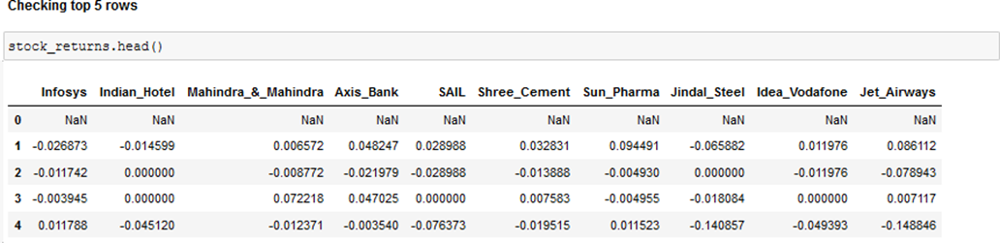 Checking top 5 rows
stock_returns.head()
Infosys Indian_Hotel Mahindra_&_Mahindra Axis_Bank SAIL Shree_Cement Sun_Pharma Jindal_Steel Idea_Vodafone Jet_Airways
0 NaN NaN NaN NaN NaN NaN NaN NaN NaN NaN
1 -0.026873 -0.014599 0.006572 0.048247 0.028988 0.032831 0.094491 -0.065882 0.011976 0.086112
2 -0.011742 0.000000 -0.008772 -0.021979 -0.028988 -0.013888 -0.004930 0.000000 -0.011976 -0.078943
3 -0.003945 0.000000 0.072218 0.047025 0.000000 0.007583 -0.004955 -0.018084 0.000000 0.007117
4 0.011788 -0.045120 -0.012371 -0.003540 -0.076373 -0.019515 0.011523 -0.140857 -0.049393 -0.148846